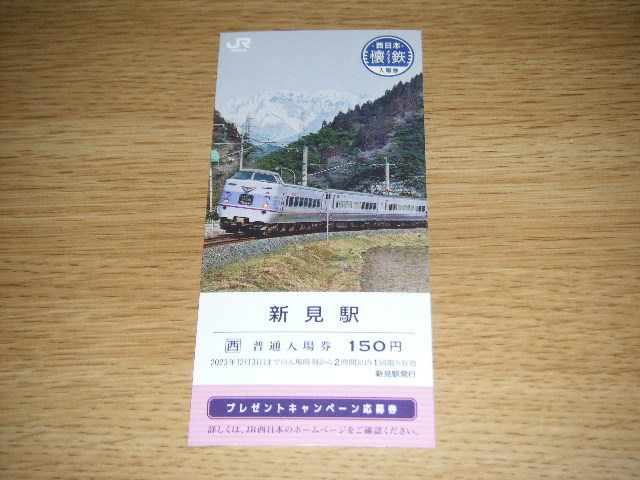 JR
西日本
懐鉄
入場券
新見駅
西 普通入場券 150円
2023年12月31日までの入場時刻から2時間以内1回限り有効
新見駅発行
プレゼントキャンペーン応募券
詳しくは、JR西日本のホームページをご確認ください。